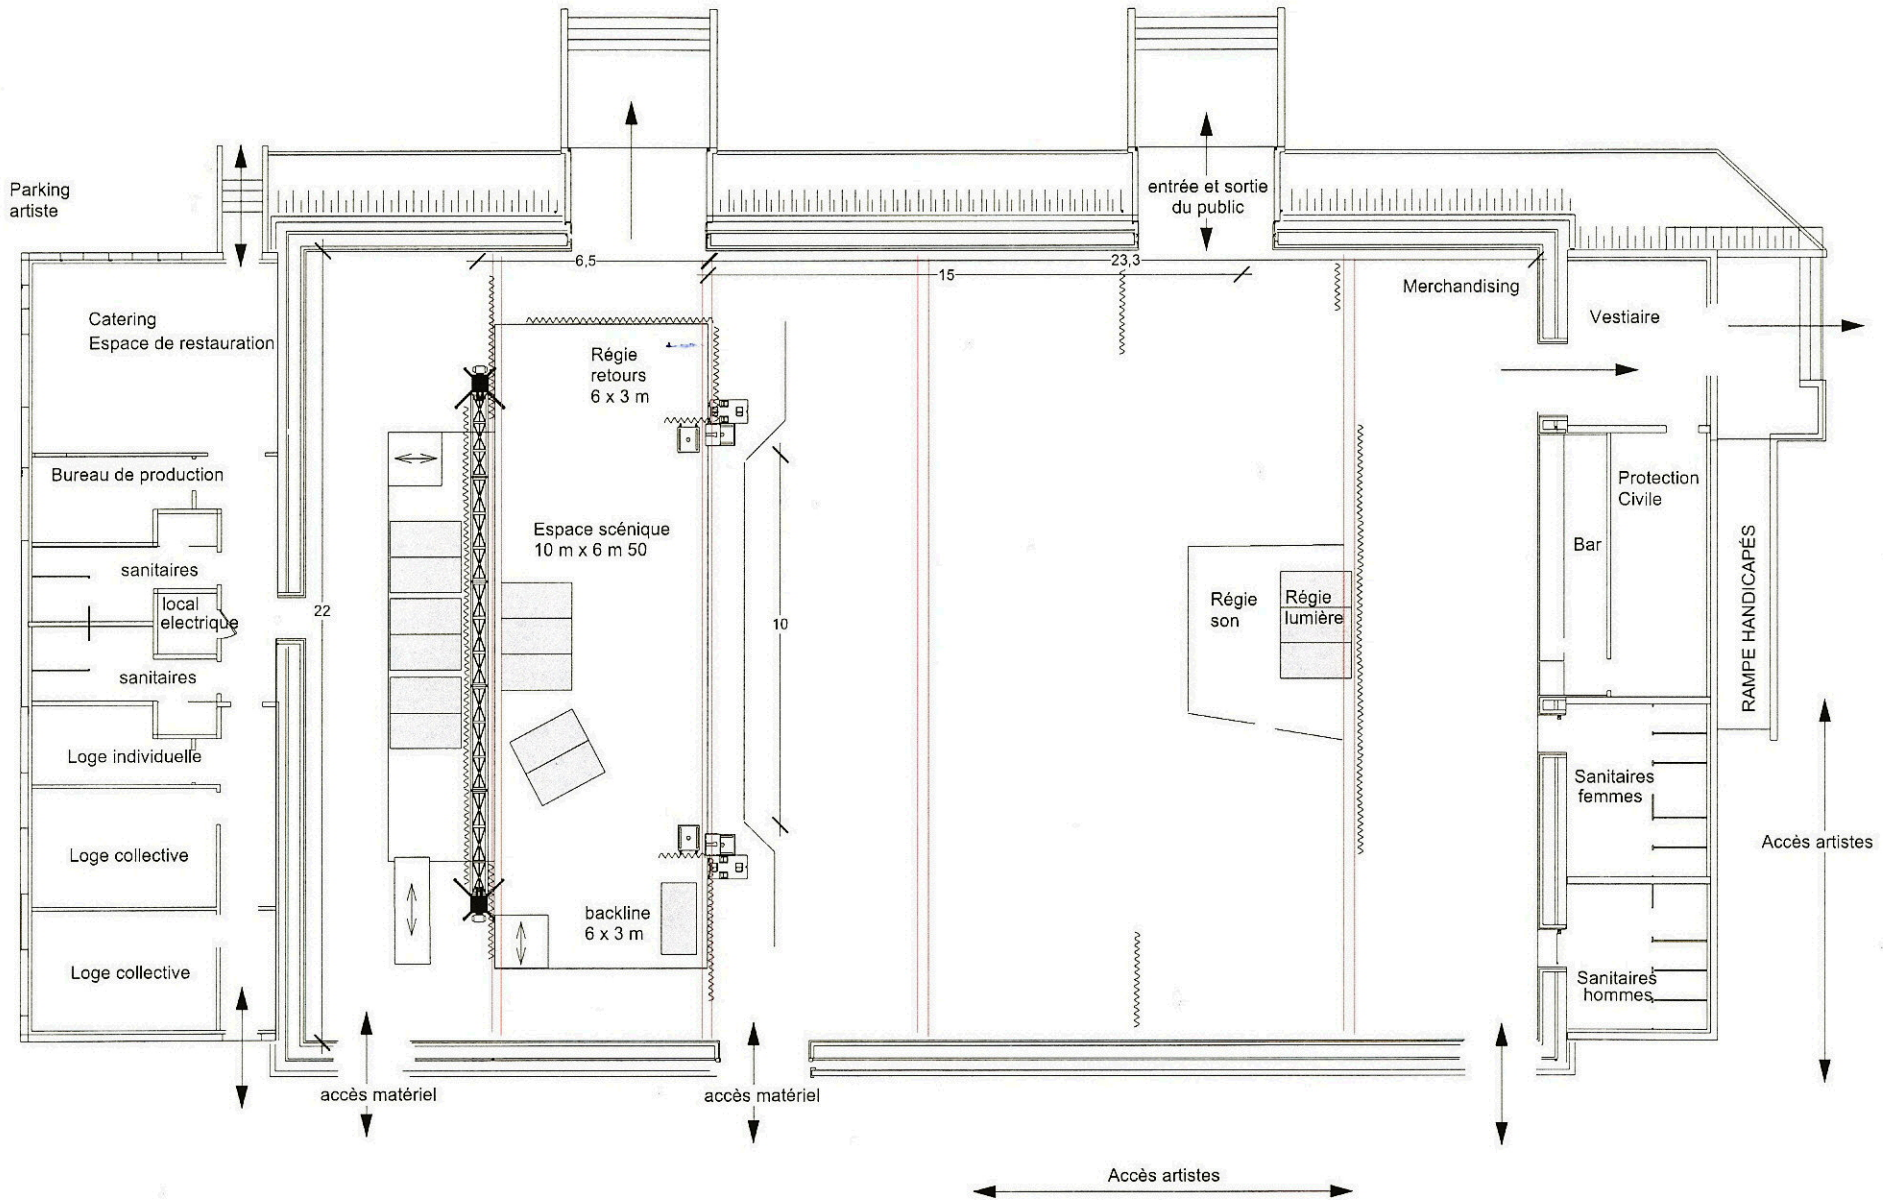 Parking
artiste
entrée et sortie
du public
6,5
23,3
15
Merchandising
Catering
Espace de restauration
Vestiaire
Régie
retours
6 x 3 m
Bureau de production
Protection
Civile
Espace scénique
10 m x 6 m 50
Bar
RAMPE HANDICAPÉS
sanitaires
local
electrique
22
10
Régie
son
Régie
lumière
sanitaires
Loge individuelle
Sanitaires
femmes
Loge collective
Accès artistes
backline
6 x 3 m
Loge collective
Sanitaires
hommes
accès matériel
accès matériel
Accès artistes